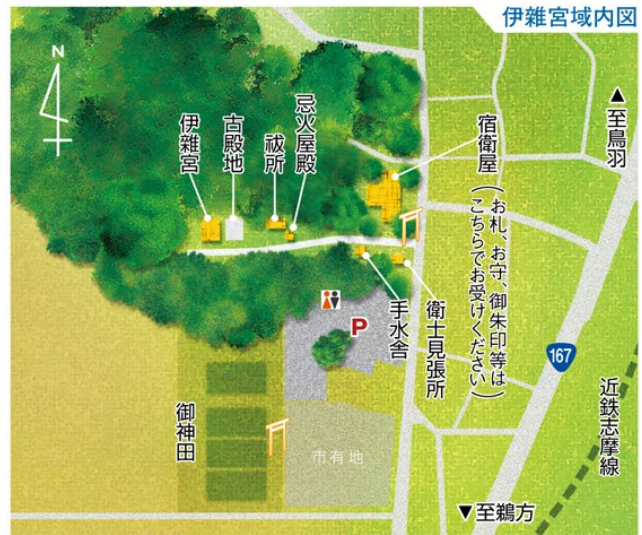 伊雜宮域内図
N
▲至鳥羽
宿衛屋
(お札、お守、御朱印等は
こちらでお受けください)
忌火屋殿
祓所
古殿地
伊雜宮
衛士見張所
手水舎
P
167
近鉄志摩線
御神田
市有地
▼至鵜方